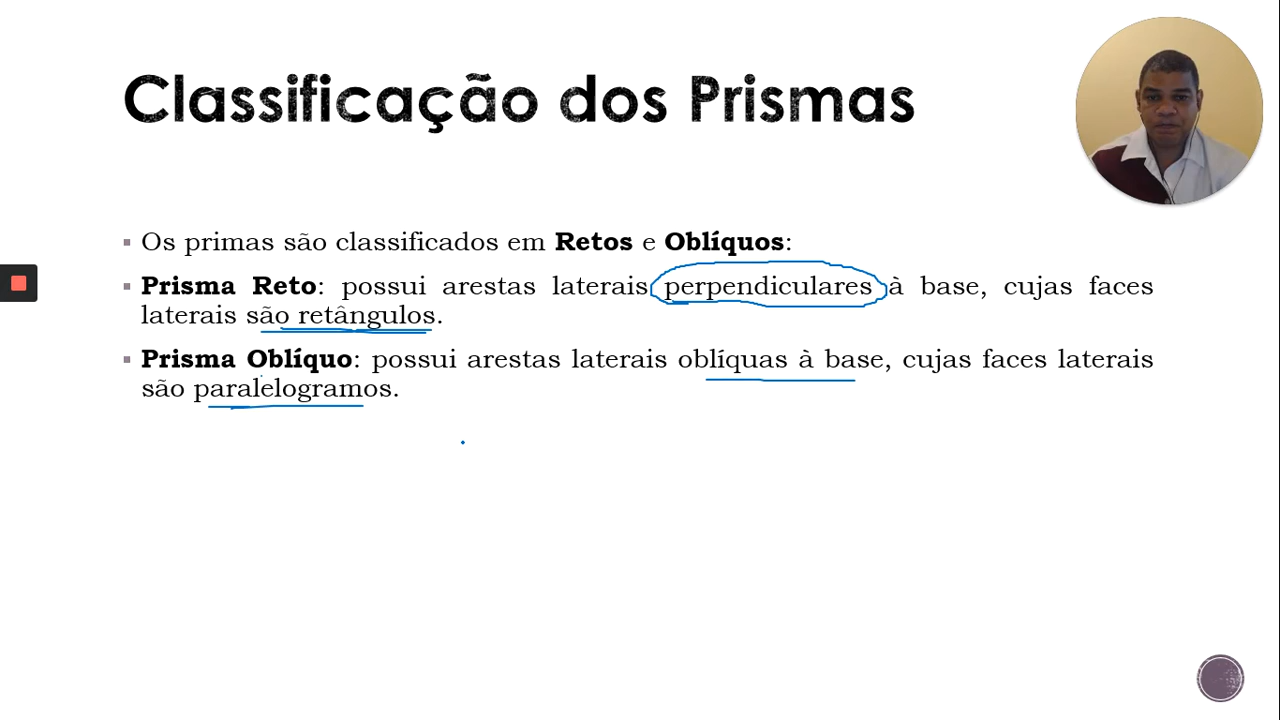 Classificação dos Prismas
Os primas são classificados em Retos e Oblíquos:
Prisma Reto: possui arestas laterais perpendiculares à base, cujas faces
laterais são retângulos.
Prisma Oblíquo: possui arestas laterais oblíquas à base, cujas faces laterais
são paralelogramos.